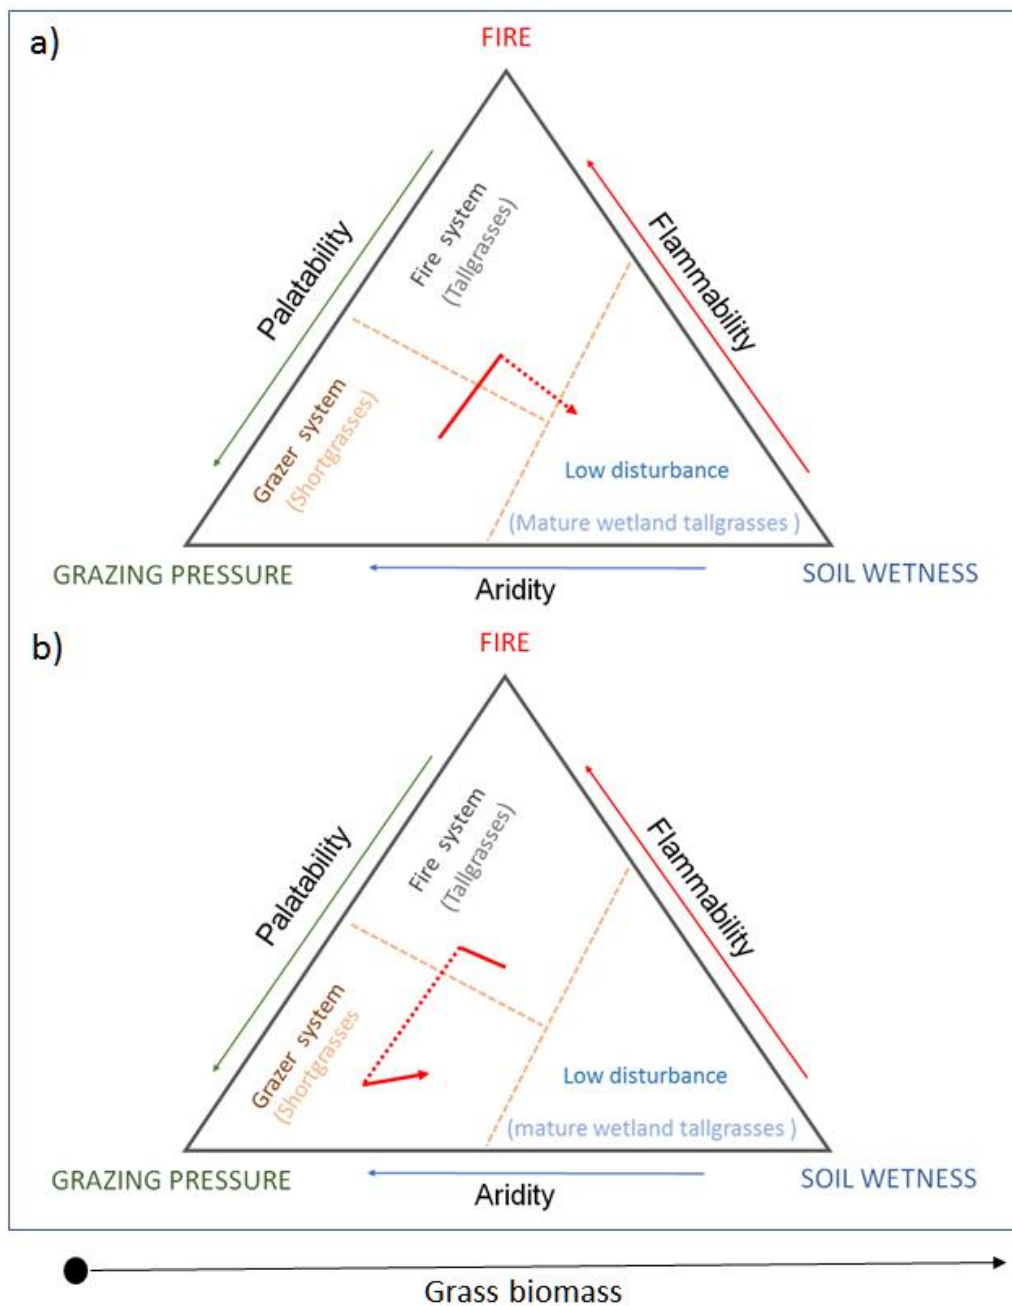 a)
FIRE
Palatability
Fire system
(Tallgrasses)
Flammability
Grazer system
(Shortgrasses)
Low disturbance
(Mature wetland tallgrasses )
GRAZING PRESSURE
Aridity
SOIL WETNESS
b)
FIRE
Palatability
Fire system
(Tallgrasses)
Flammability
Grazer system
(Shortgrasses
Low disturbance
(mature wetland tallgrasses )
GRAZING PRESSURE
Aridity
SOIL WETNESS
Grass biomass